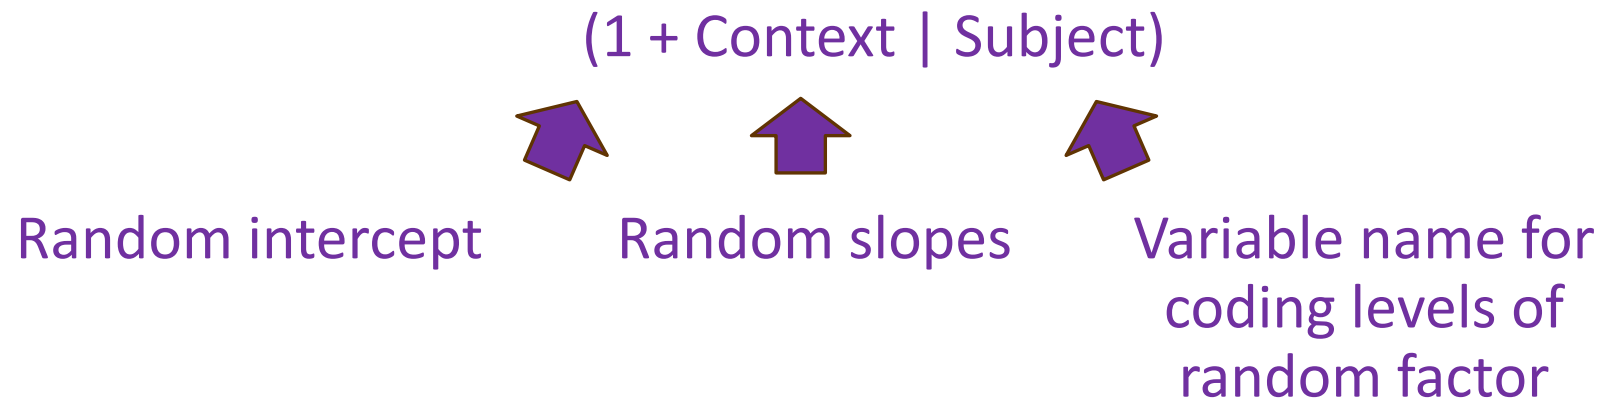 (1 + Context | Subject)
Random intercept
Random slopes
Variable name for
coding levels of
random factor